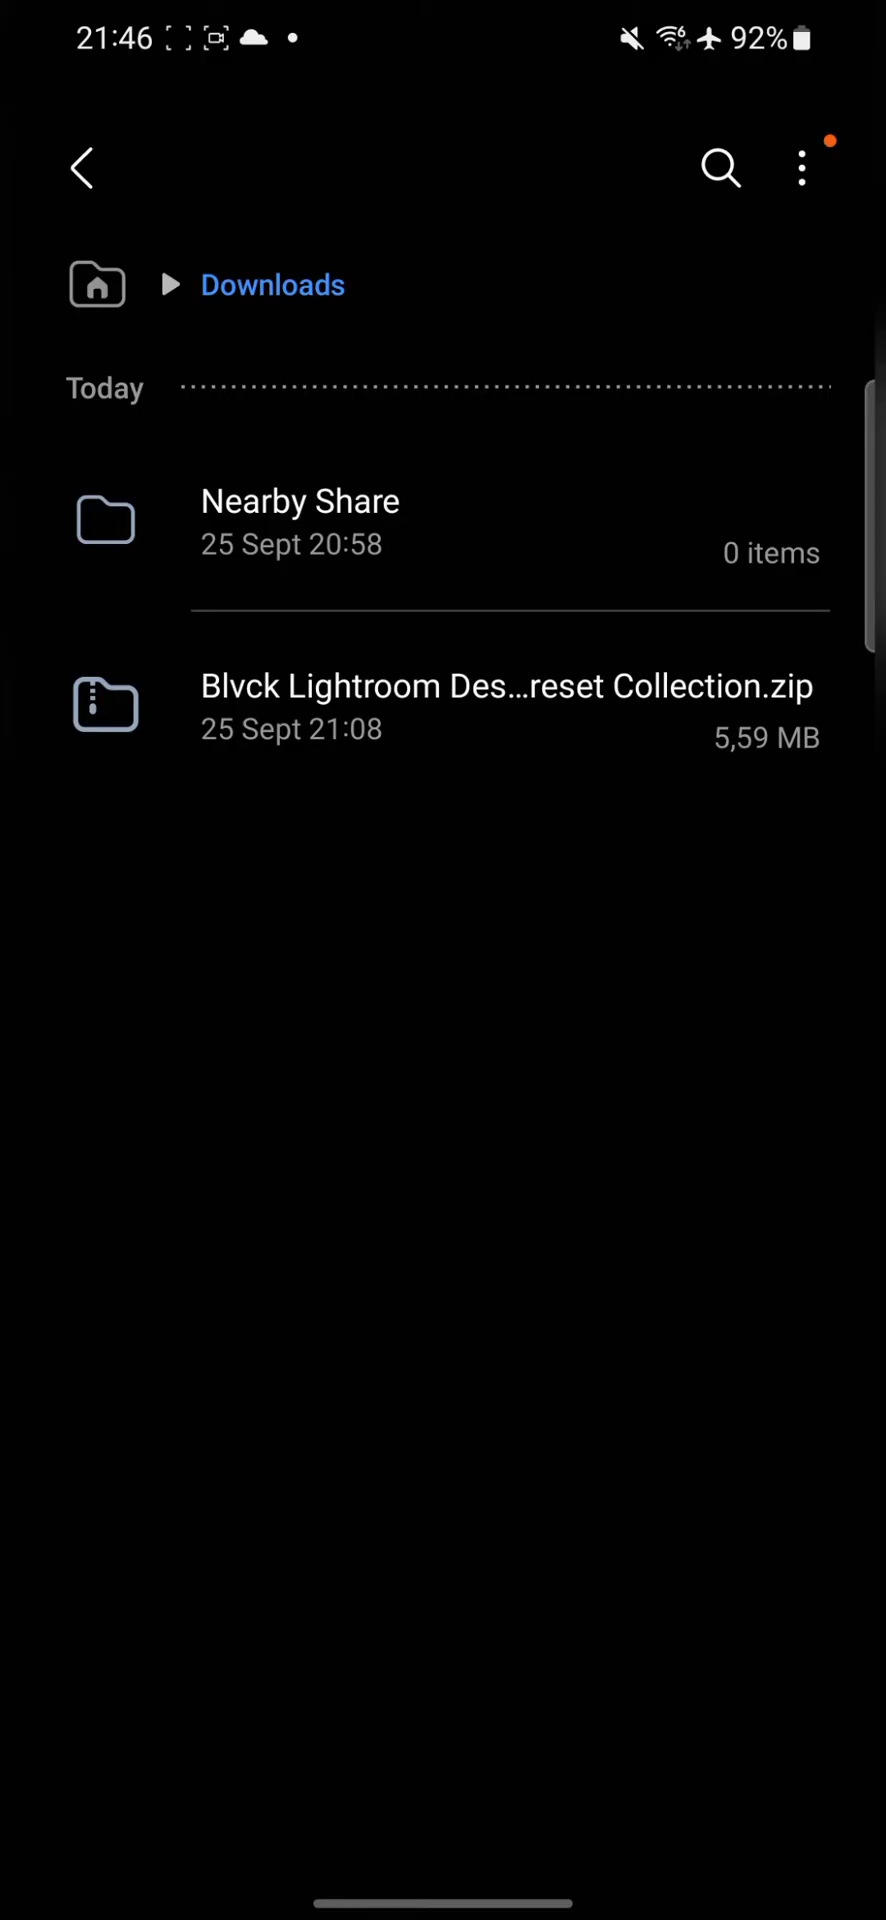 21:46 92%
Downloads
Today
Nearby Share
25 Sept 20:58
0 items
Blvck Lightroom Des...reset Collection.zip
25 Sept 21:08
5,59 MB